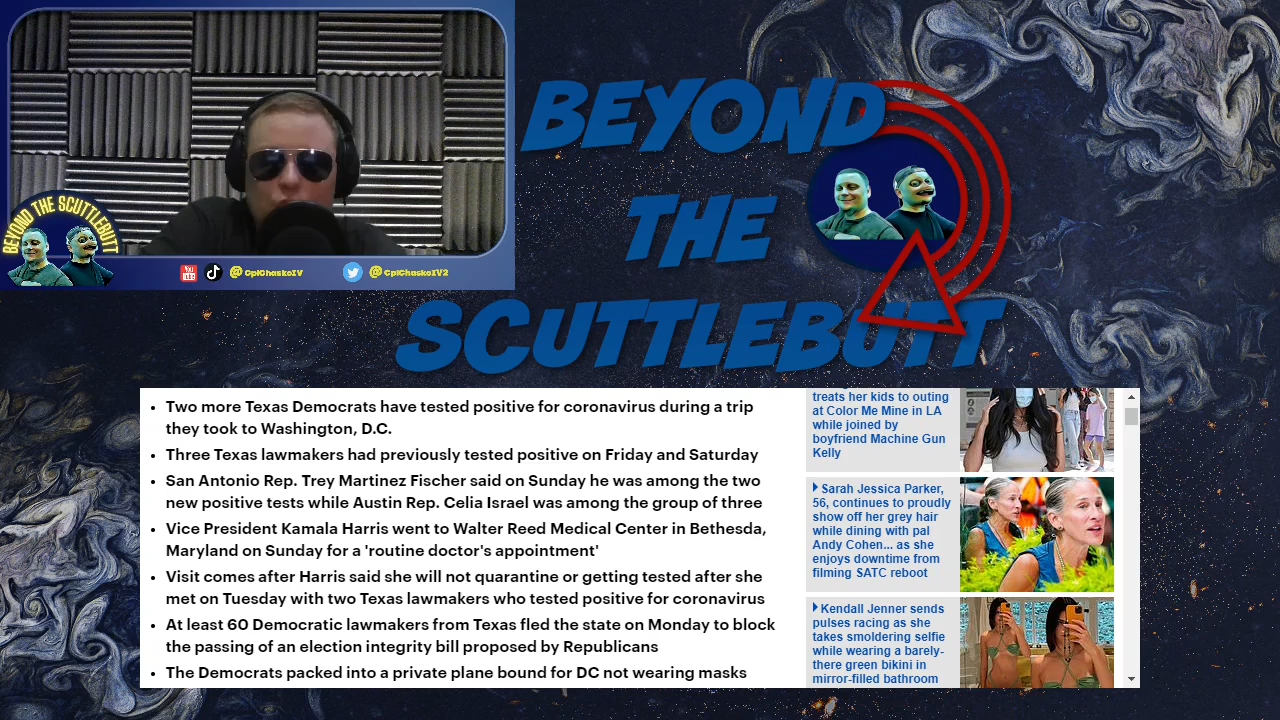 BEYOND THE SCUTTLEBUTT
You Tube
@CplChaskoIV
@CplChaskoIV2
BEYOND
THE
SCUTTLEBUTT
• Two more Texas Democrats have tested positive for coronavirus during a trip
they took to Washington, D.C.
• Three Texas lawmakers had previously tested positive on Friday and Saturday
• San Antonio Rep. Trey Martinez Fischer said on Sunday he was among the two
new positive tests while Austin Rep. Celia Israel was among the group of three
• Vice President Kamala Harris went to Walter Reed Medical Center in Bethesda,
Maryland on Sunday for a 'routine doctor's appointment'
• Visit comes after Harris said she will not quarantine or getting tested after she
met on Tuesday with two Texas lawmakers who tested positive for coronavirus
• At least 60 Democratic lawmakers from Texas fled the state on Monday to block
the passing of an election integrity bill proposed by Republicans
• The Democrats packed into a private plane bound for DC not wearing masks
treats her kids to outing
at Color Me Mine in LA
while joined by
boyfriend Machine Gun
Kelly
Sarah Jessica Parker,
56, continues to proudly
show off her grey hair
while dining with pal
Andy Cohen... as she
enjoys downtime from
filming SATC reboot
Kendall Jenner sends
pulses racing as she
takes smoldering selfie
while wearing a barely-
there green bikini in
mirror-filled bathroom